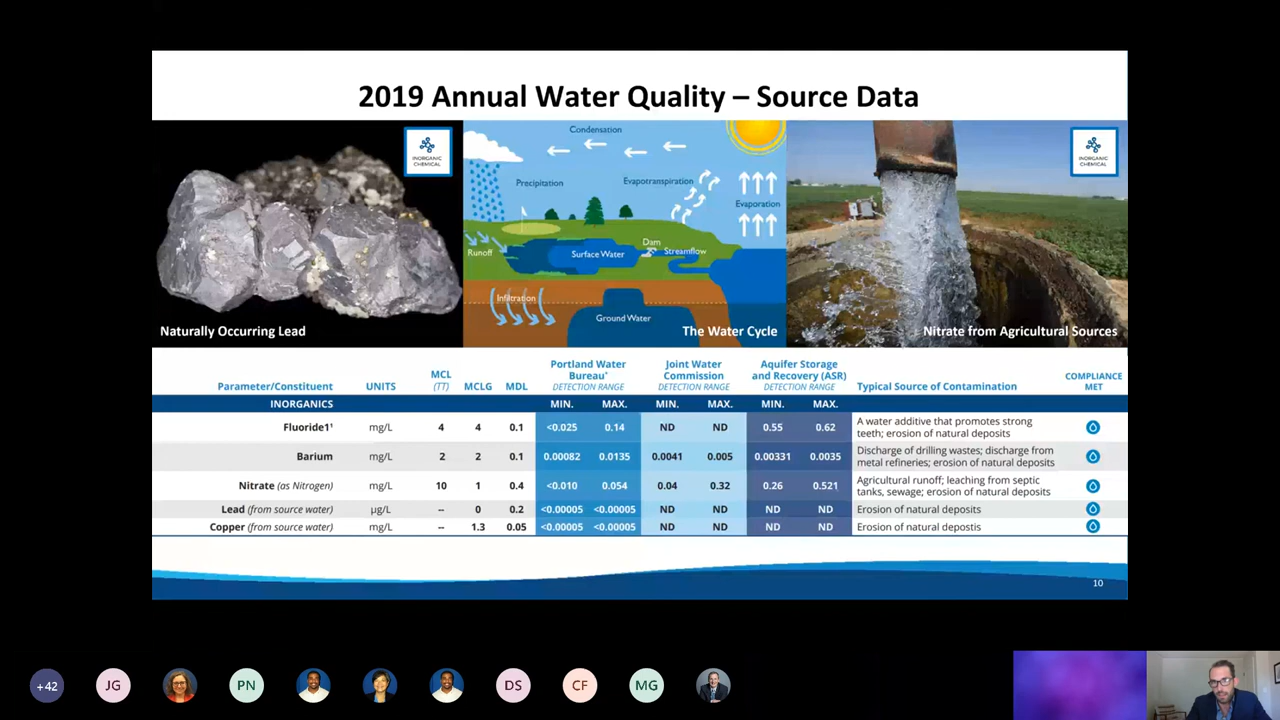 2019 Annual Water Quality – Source Data
INORGANIC
CHEMICAL
Naturally Occurring Lead
Condensation
Precipitation
Evapotranspiration
Evaporation
Runoff
Surface Water
Dam
Streamflow
Infiltration
Ground Water
The Water Cycle
INORGANIC
CHEMICAL
Nitrate from Agricultural Sources
Parameter/Constituent UNITS MCL (TT) MCLG MDL Portland Water Bureau* DETECTION RANGE Joint Water Commission DETECTION RANGE Aquifer Storage and Recovery (ASR) DETECTION RANGE Typical Source of Contamination COMPLIANCE MET
INORGANICS MIN. MAX. MIN. MAX. MIN. MAX.
Fluoride1¹ mg/L 4 4 0.1 <0.025 0.14 ND ND 0.55 0.62 A water additive that promotes strong
teeth; erosion of natural deposits
Barium mg/L 2 2 0.1 0.00082 0.0135 0.0041 0.005 0.00331 0.0035 Discharge of drilling wastes; discharge from
metal refineries; erosion of natural deposits
Nitrate (as Nitrogen) mg/L 10 1 0.4 <0.010 0.054 0.04 0.32 0.26 0.521 Agricultural runoff; leaching from septic
tanks, sewage; erosion of natural deposits
Lead (from source water) µg/L -- 0 0.2 <0.00005 <0.00005 ND ND ND ND Erosion of natural deposits
Copper (from source water) mg/L -- 1.3 0.05 <0.00005 <0.00005 ND ND ND ND Erosion of natural depostis
10
+42
JG
PN
DS
CF
MG